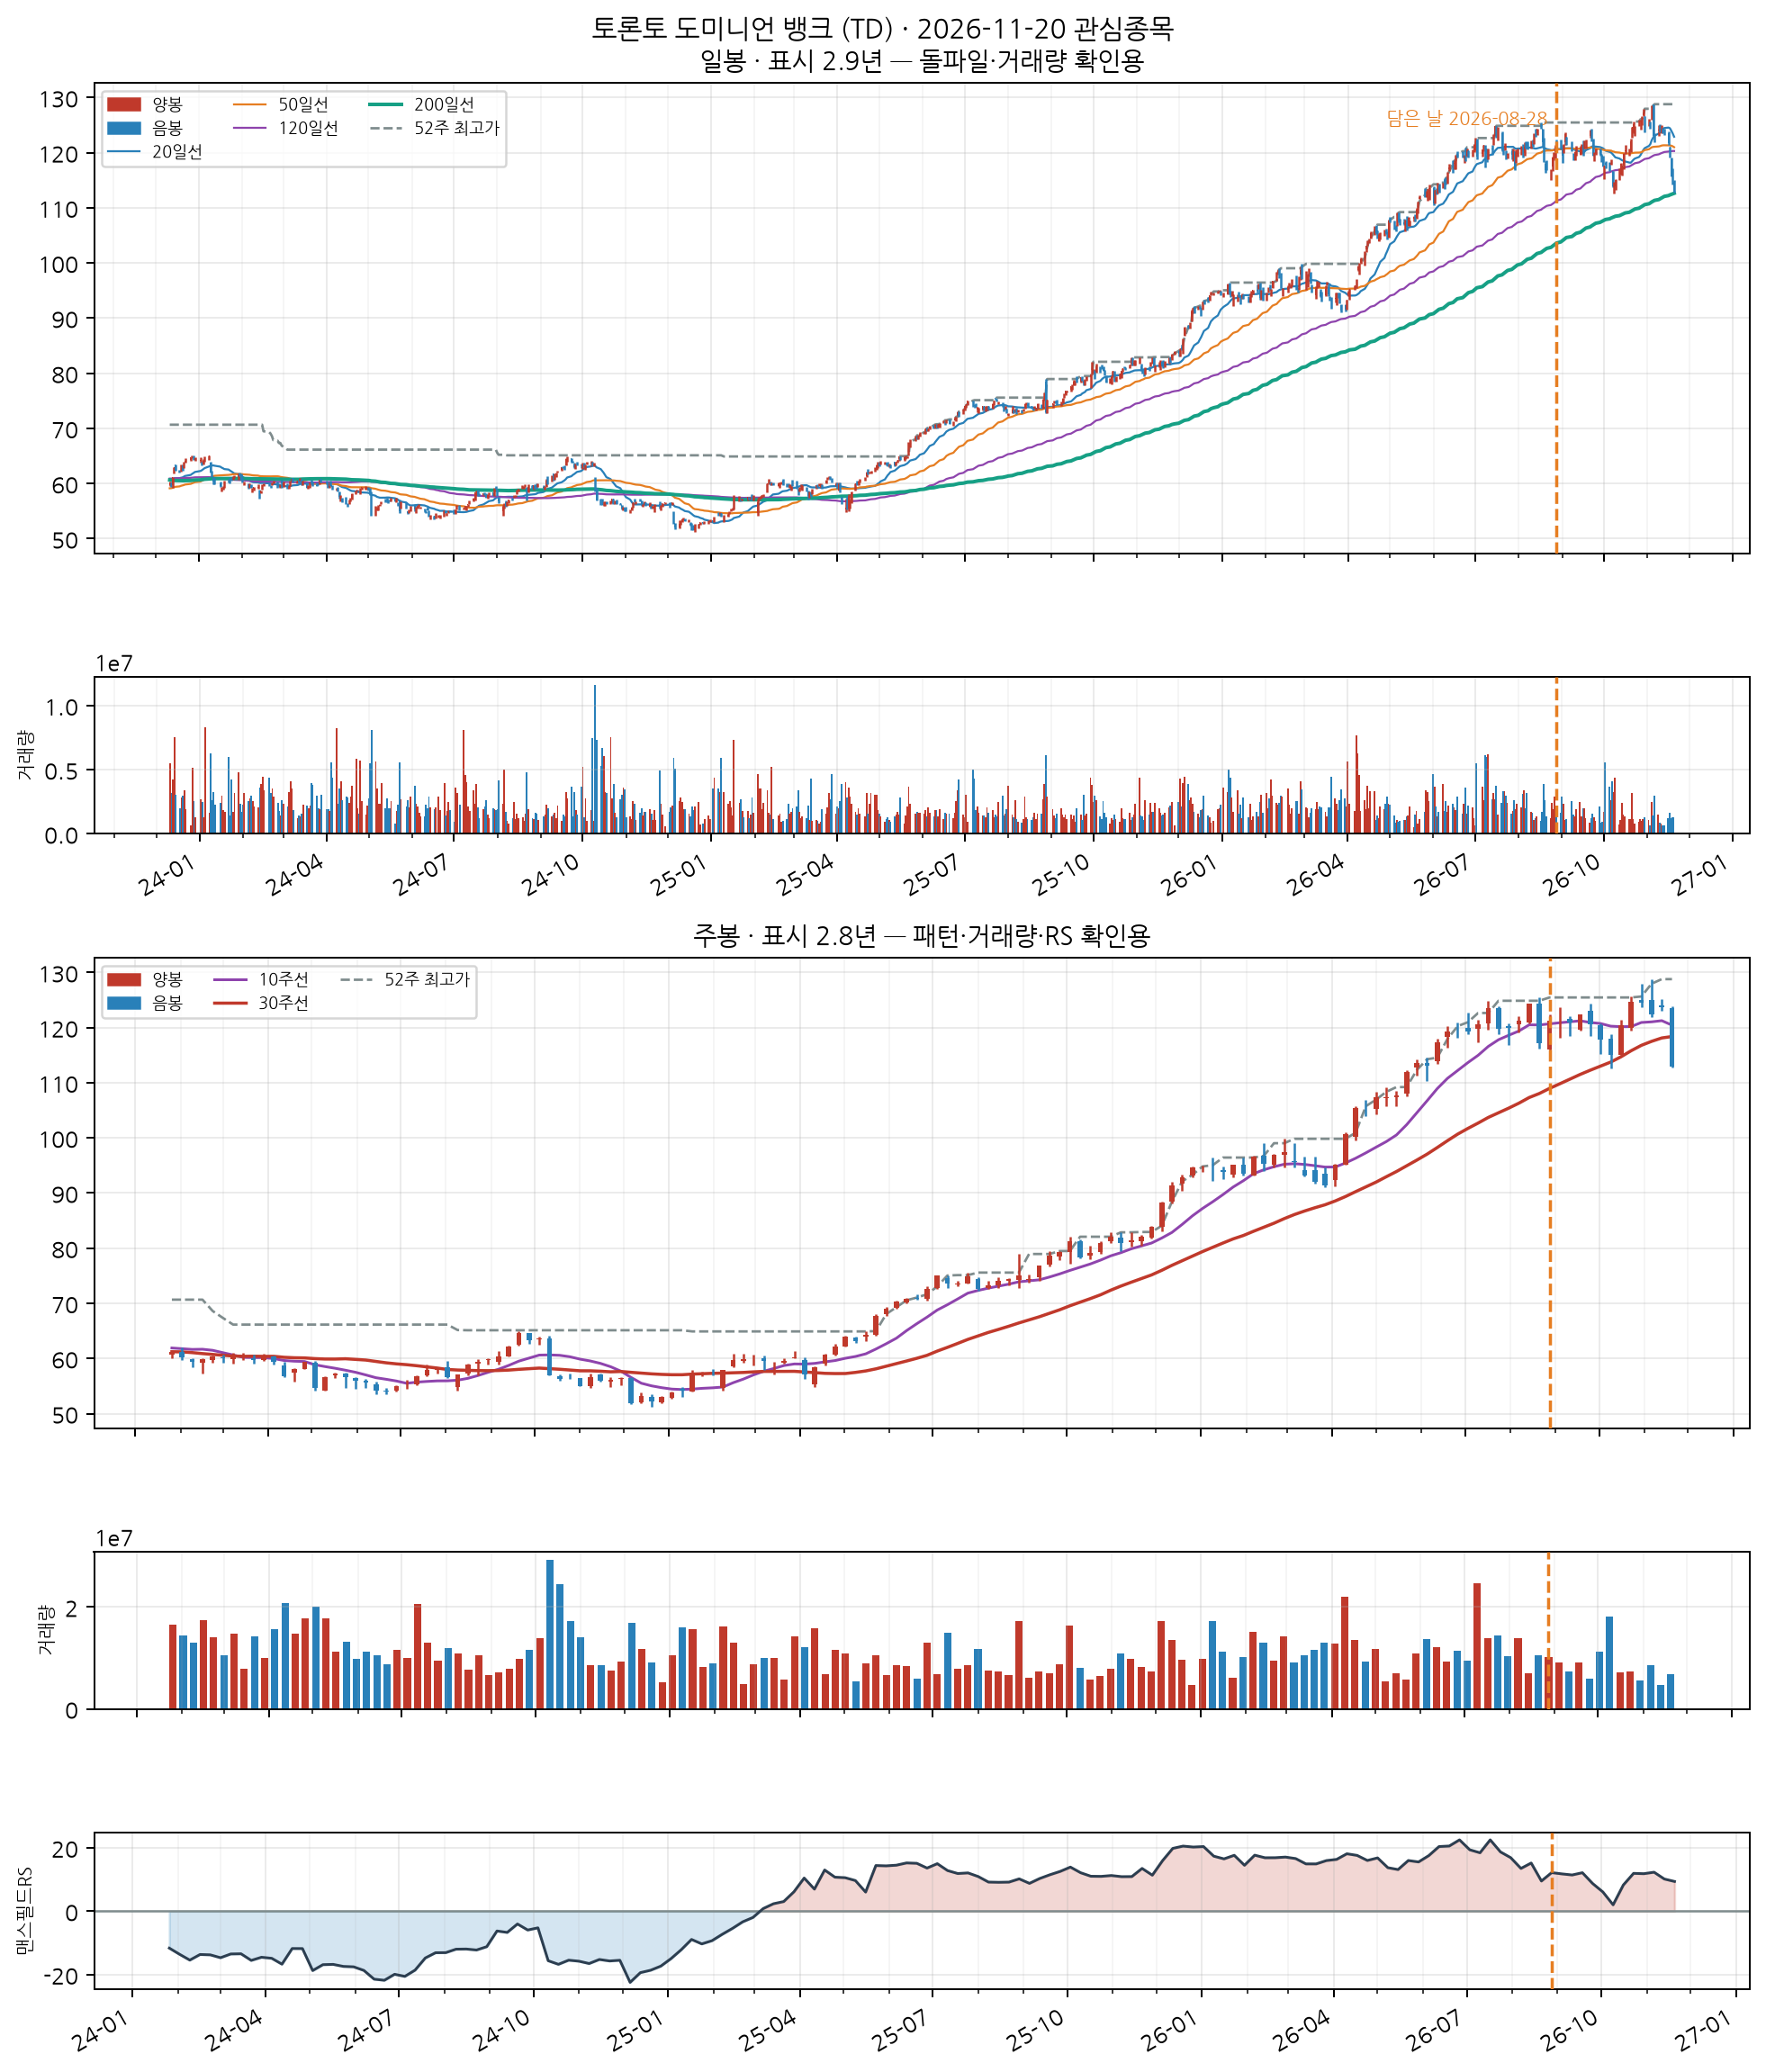 토론토 도미니언 뱅크 (TD) · 2026-11-20 관심종목
일봉 · 표시 2.9년 — 돌파일·거래량 확인용
양봉
음봉
20일선
50일선
120일선
200일선
52주 최고가
담은 날 2026-08-28
130
120
110
100
90
80
70
60
50
1e7
거래량
1.0
0.5
0.0
24-01
24-04
24-07
24-10
25-01
25-04
25-07
25-10
26-01
26-04
26-07
26-10
27-01
주봉 · 표시 2.8년 — 패턴·거래량·RS 확인용
양봉
음봉
10주선
30주선
52주 최고가
130
120
110
100
90
80
70
60
50
1e7
거래량
2
0
맨스필드RS
20
0
-20
24-01
24-04
24-07
24-10
25-01
25-04
25-07
25-10
26-01
26-04
26-07
26-10
27-01